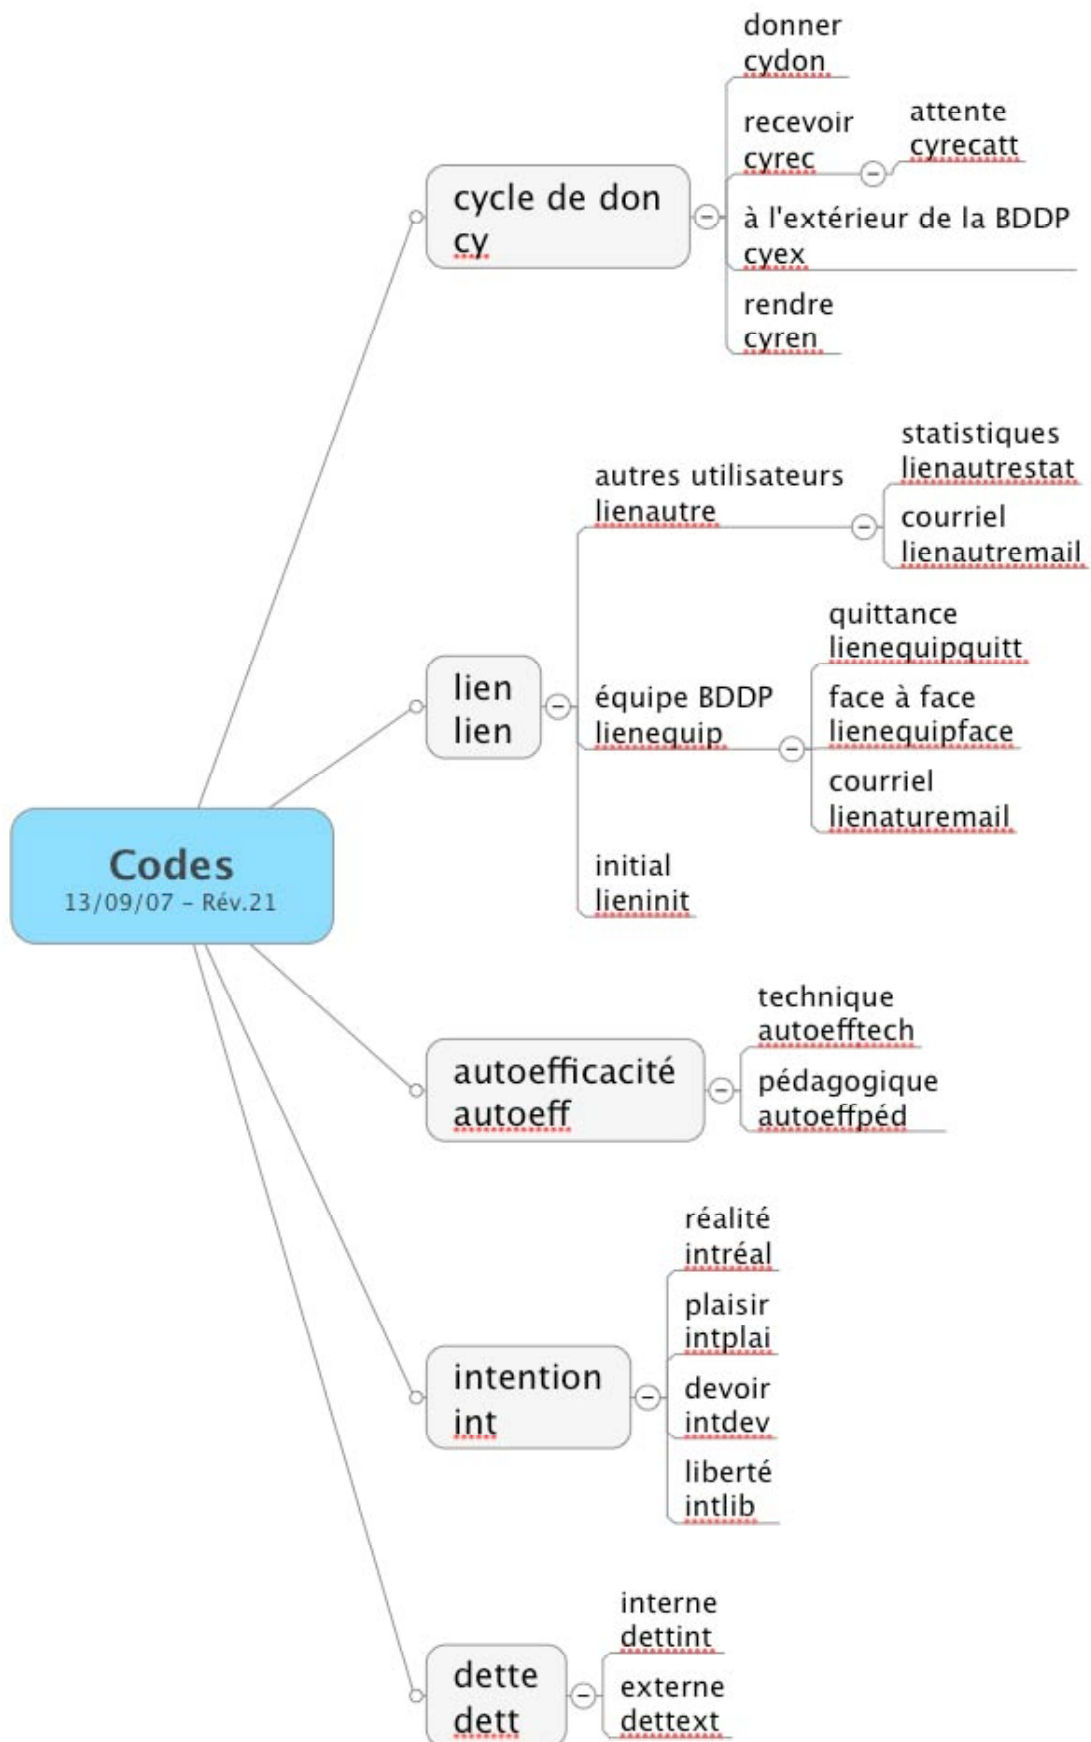 Codes
13/09/07 – Rév.21
cycle de don
cy
donner
cydon
recevoir
cyrec
attente
cyrecatt
à l'extérieur de la BDDP
cyex
rendre
cyren
lien
lien
autres utilisateurs
lienautre
statistiques
lienautrestat
courriel
lienautremail
équipe BDDP
lienequip
quittance
lienequipquitt
face à face
lienequipface
courriel
lienaturemail
initial
lieninit
autoefficacité
autoeff
technique
autoefftech
pédagogique
autoeffpéd
intention
int
réalité
intréal
plaisir
intplai
devoir
intdev
liberté
intlib
dette
dett
interne
dettint
externe
dettext